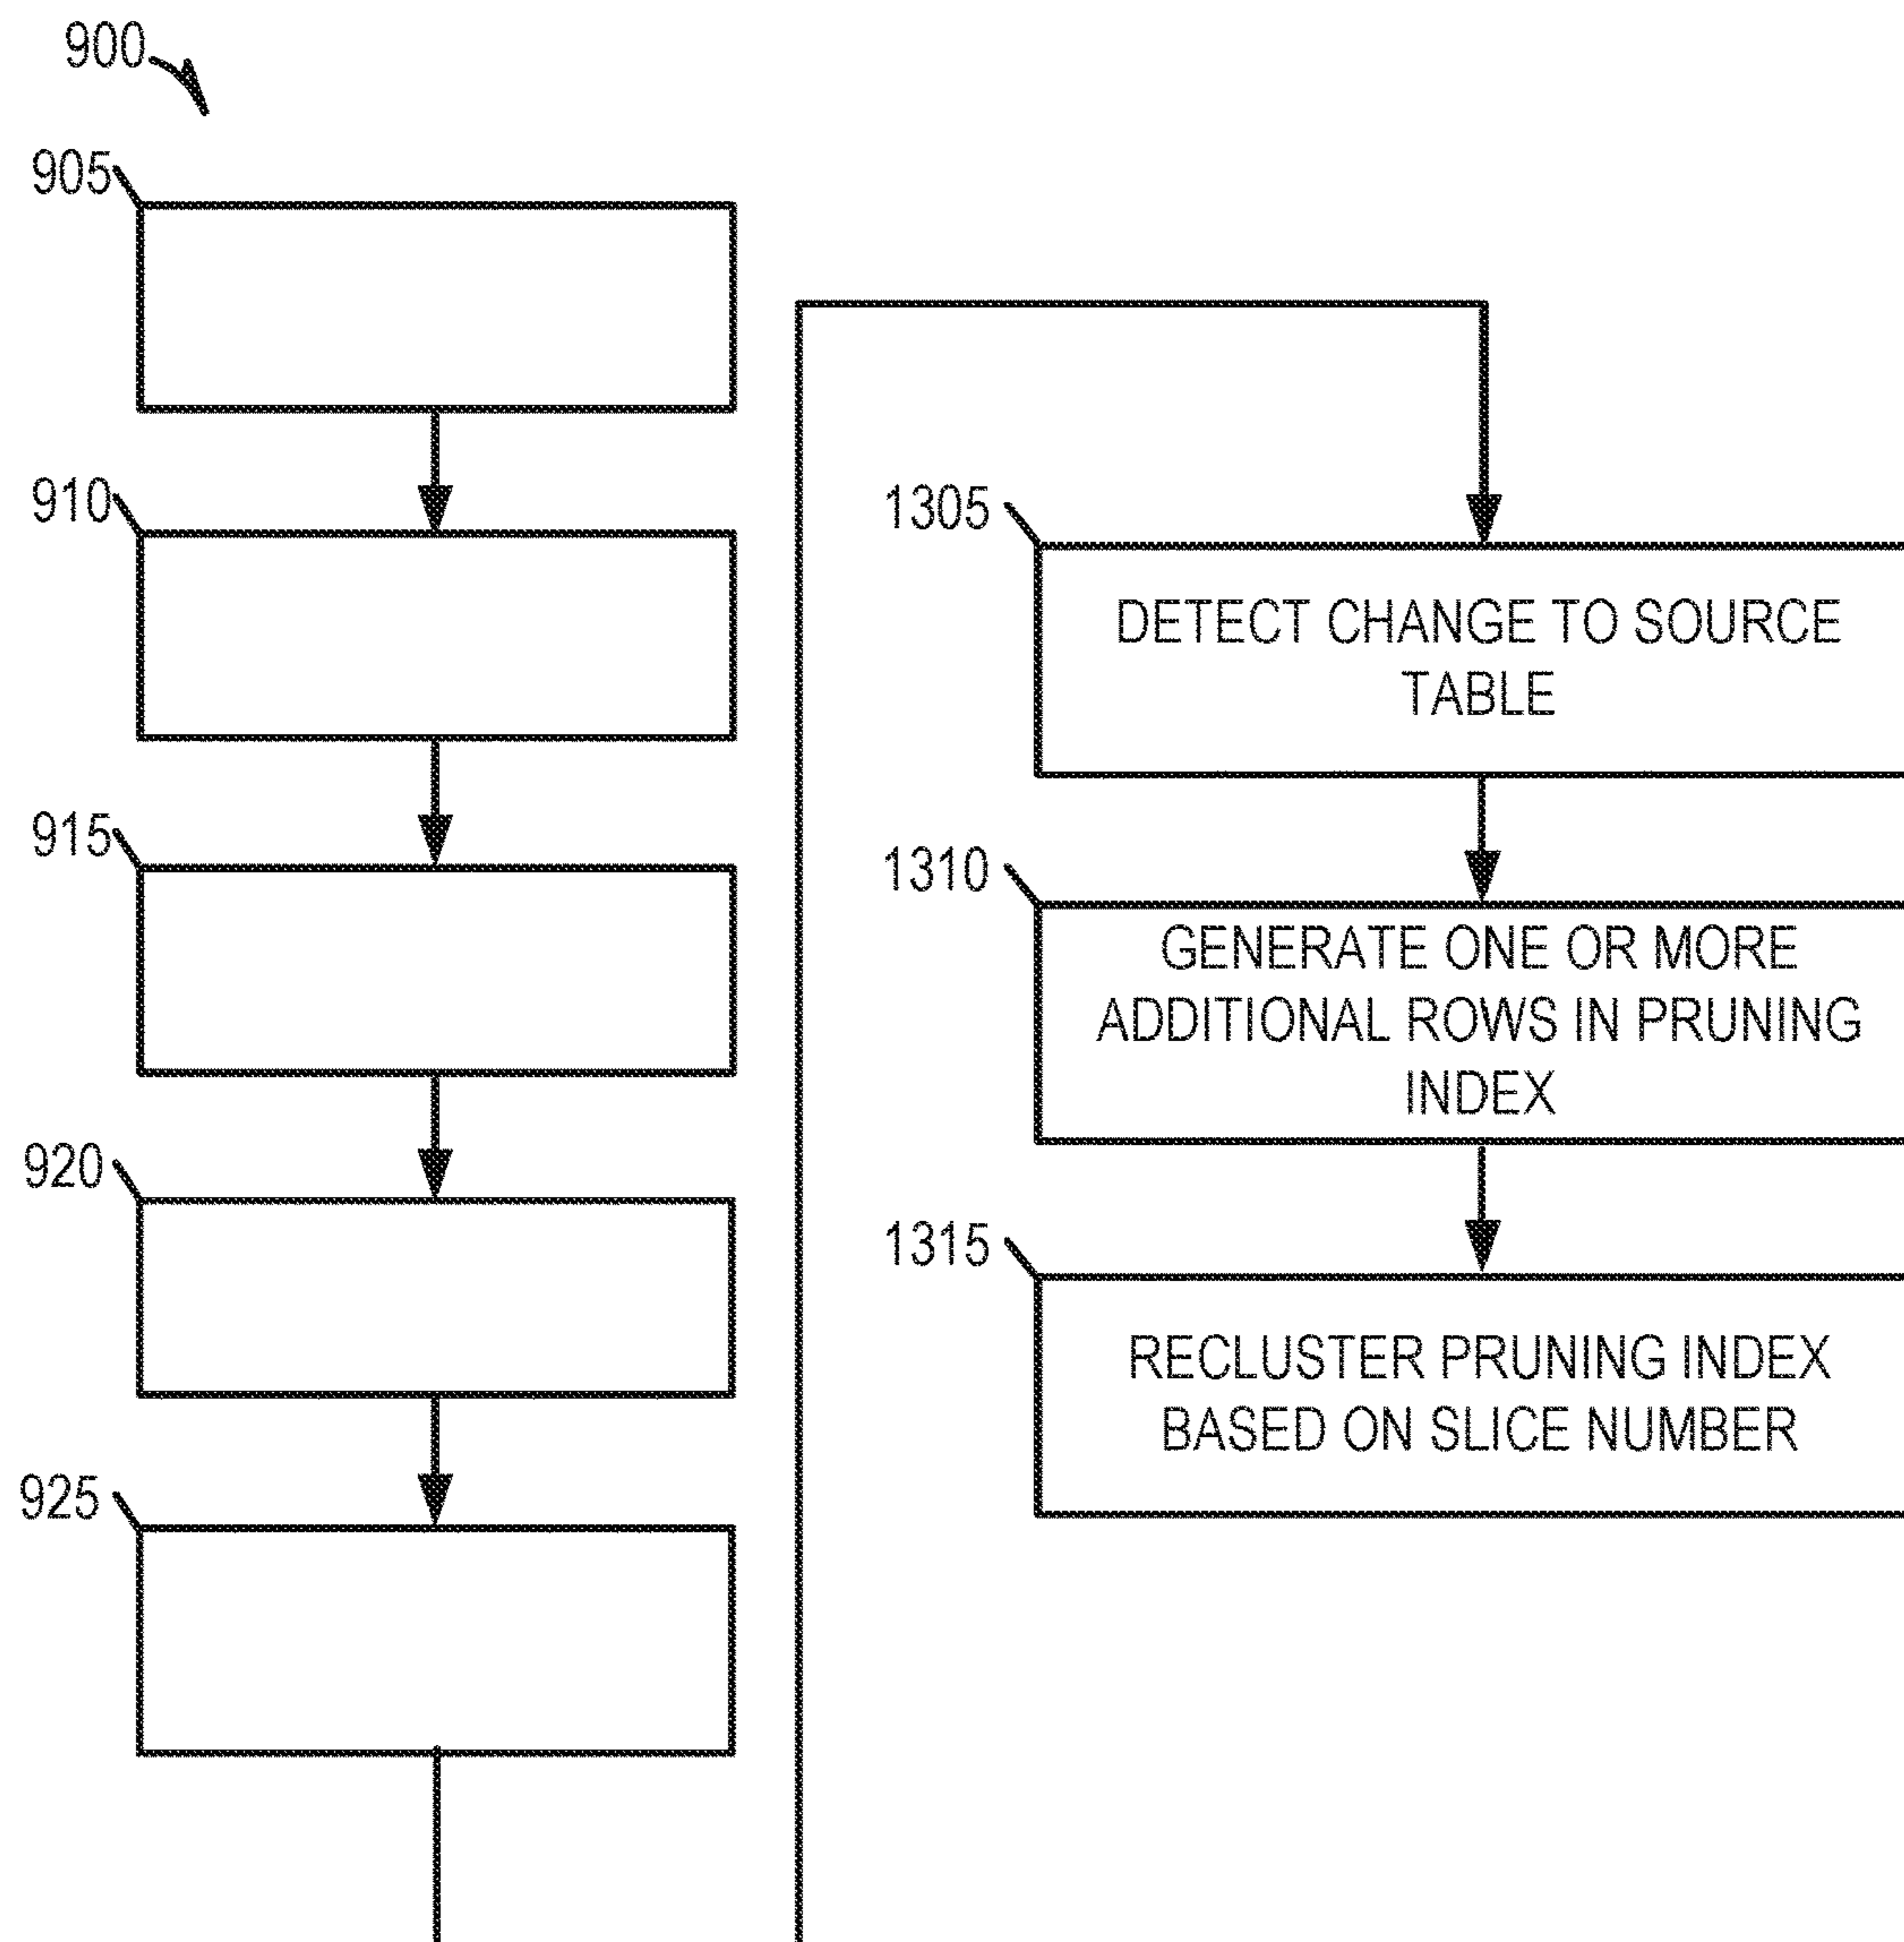 900
905
910
915
920
925
1305
DETECT CHANGE TO SOURCE
TABLE
1310
GENERATE ONE OR MORE
ADDITIONAL ROWS IN PRUNING
INDEX
1315
RECLUSTER PRUNING INDEX
BASED ON SLICE NUMBER